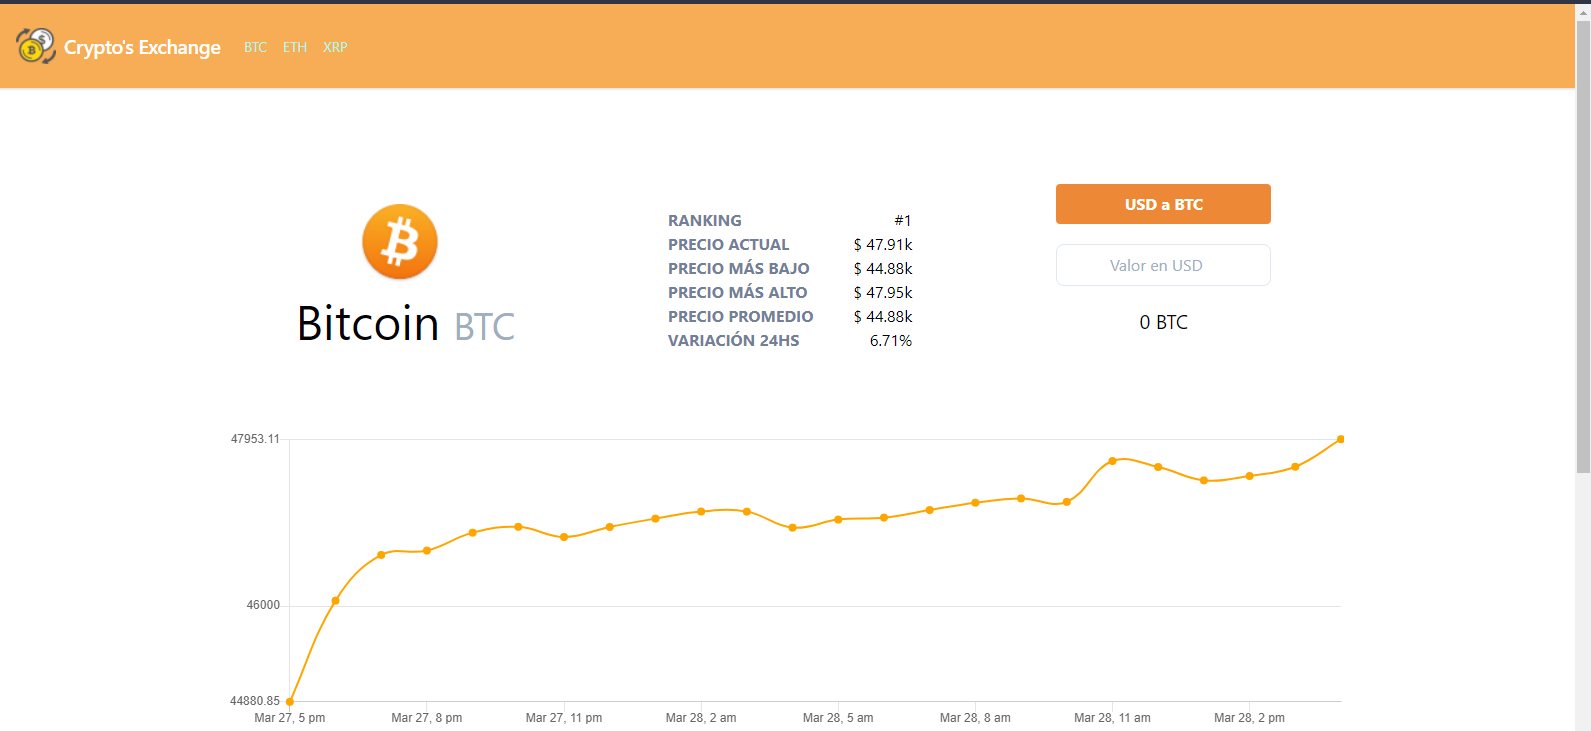 Crypto's Exchange BTC ETH XRP
Bitcoin BTC
RANKING #1
PRECIO ACTUAL $ 47.91k
PRECIO MÁS BAJO $ 44.88k
PRECIO MÁS ALTO $ 47.95k
PRECIO PROMEDIO $ 44.88k
VARIACIÓN 24HS 6.71%
USD a BTC
Valor en USD
0 BTC
47953.11
46000
44880.85
Mar 27, 5 pm Mar 27, 8 pm Mar 27, 11 pm Mar 28, 2 am Mar 28, 5 am Mar 28, 8 am Mar 28, 11 am Mar 28, 2 pm